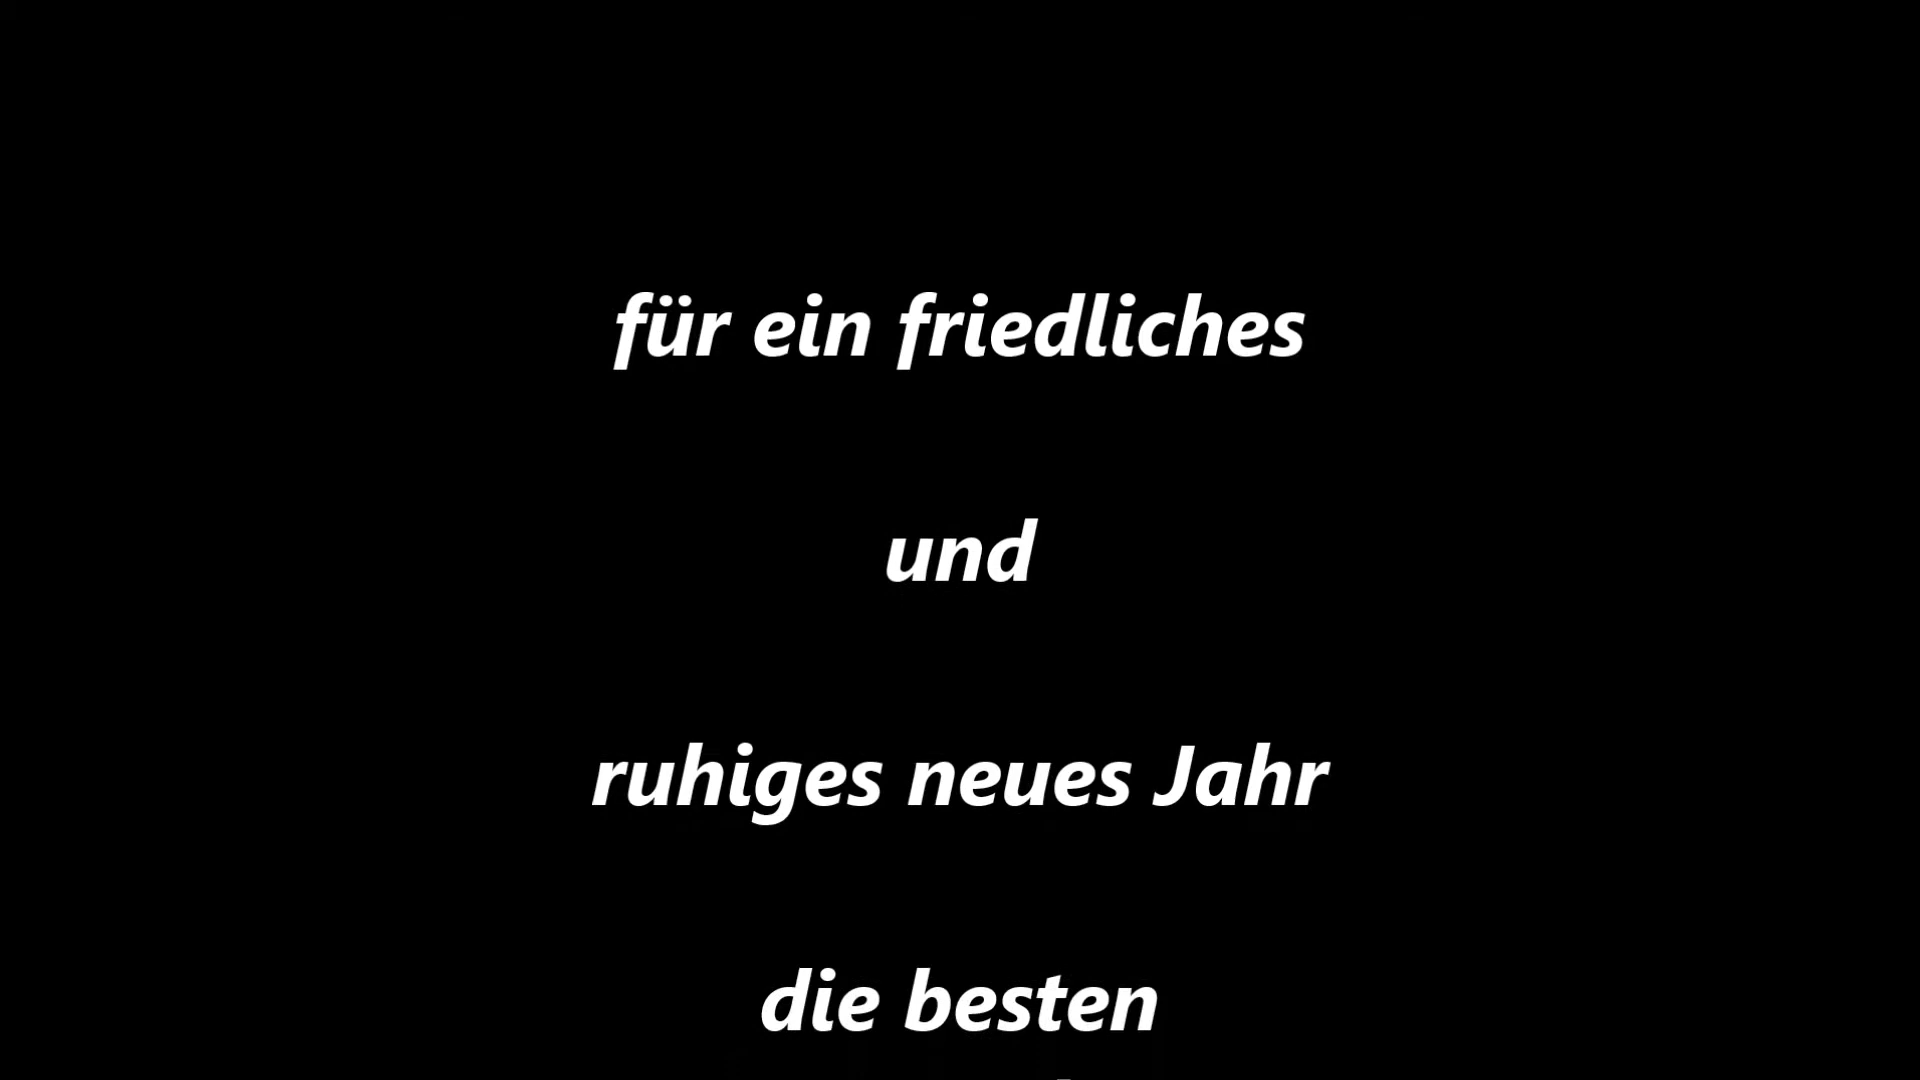 für ein friedliches
und
ruhiges neues Jahr
die besten